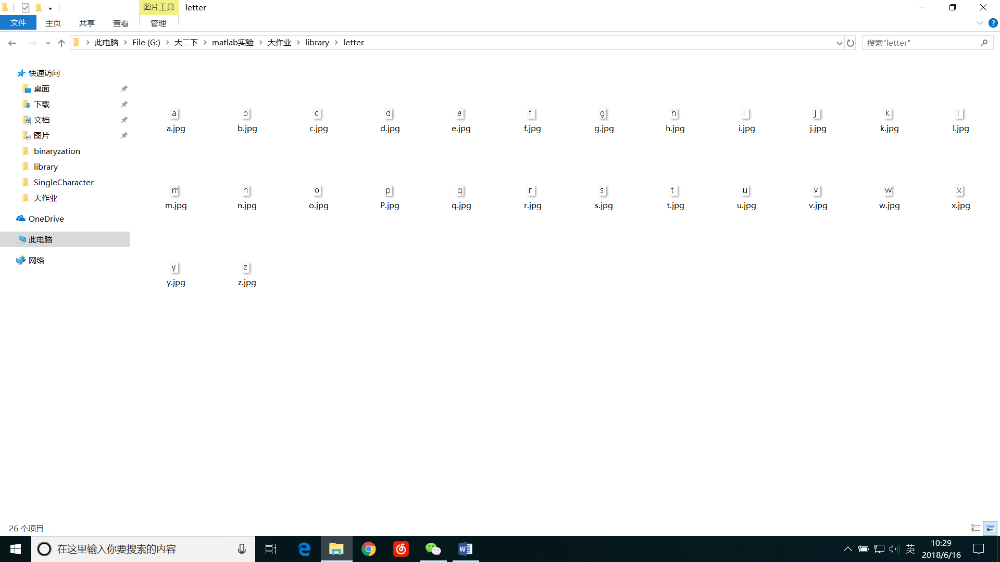 图片工具 letter
文件 主页 共享 查看 管理
此电脑 File (G:) 大二下 matlab实验 大作业 library letter
搜索"letter"
快速访问
桌面
下载
文档
图片
binaryzation
library
SingleCharacter
大作业
OneDrive
此电脑
网络
a b c d e f g h i j k l
a.jpg b.jpg c.jpg d.jpg e.jpg f.jpg g.jpg h.jpg i.jpg j.jpg k.jpg l.jpg
m n o p q r s t u v w x
m.jpg n.jpg o.jpg P.jpg q.jpg r.jpg s.jpg t.jpg u.jpg v.jpg w.jpg x.jpg
y z
y.jpg z.jpg
26 个项目
在这里输入你要搜索的内容
英
10:29
2018/6/16